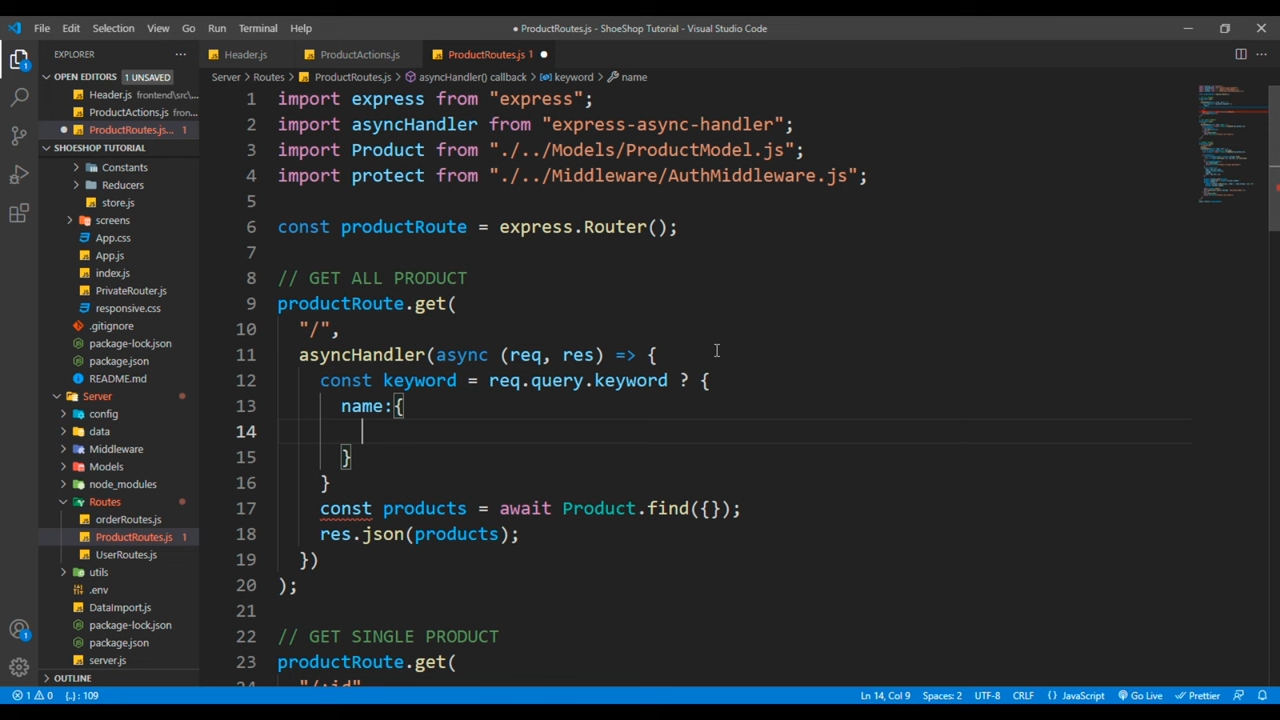 File Edit Selection View Go Run Terminal Help
● ProductRoutes.js - ShoeShop Tutorial - Visual Studio Code
EXPLORER
OPEN EDITORS 1 UNSAVED
Header.js frontend\src\...
ProductActions.js fron...
ProductRoutes.js... 1
SHOESHOP TUTORIAL
Constants
Reducers
store.js
screens
App.css
App.js
index.js
PrivateRouter.js
responsive.css
.gitignore
package-lock.json
package.json
README.md
Server
config
data
Middleware
Models
node_modules
Routes
orderRoutes.js
ProductRoutes.js 1
UserRoutes.js
utils
.env
DataImport.js
package-lock.json
package.json
server.js
OUTLINE
Header.js ProductActions.js ProductRoutes.js 1 ●
Server > Routes > ProductRoutes.js > asyncHandler() callback > keyword > name
1 import express from "express";
2 import asyncHandler from "express-async-handler";
3 import Product from "./../Models/ProductModel.js";
4 import protect from "./../Middleware/AuthMiddleware.js";
5
6 const productRoute = express.Router();
7
8 // GET ALL PRODUCT
9 productRoute.get(
10 "/",
11 asyncHandler(async (req, res) => {
12 const keyword = req.query.keyword ? {
13 name:{
14
15 }
16 }
17 const products = await Product.find({});
18 res.json(products);
19 })
20 );
21
22 // GET SINGLE PRODUCT
23 productRoute.get(
24 "/:id"
1 0 {..}: 109 Ln 14, Col 9 Spaces: 2 UTF-8 CRLF {} JavaScript Go Live Prettier